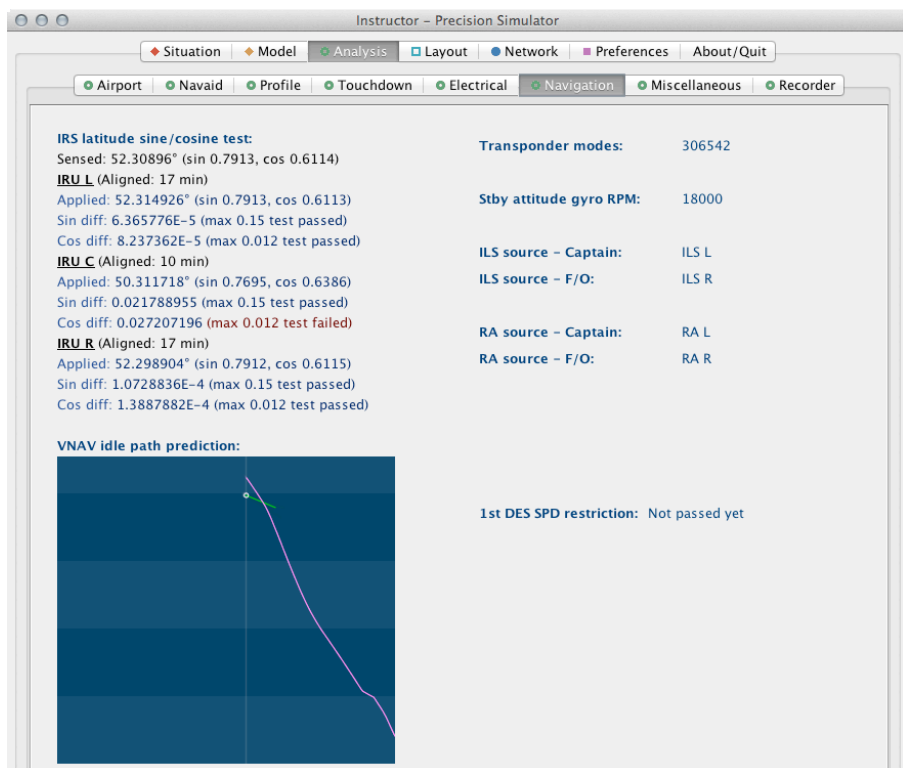 Instructor – Precision Simulator
Situation Model Analysis Layout Network Preferences About/Quit
Airport Navaid Profile Touchdown Electrical Navigation Miscellaneous Recorder
IRS latitude sine/cosine test:
Sensed: 52.30896° (sin 0.7913, cos 0.6114)
IRU L (Aligned: 17 min)
Applied: 52.314926° (sin 0.7913, cos 0.6113)
Sin diff: 6.365776E-5 (max 0.15 test passed)
Cos diff: 8.237362E-5 (max 0.012 test passed)
IRU C (Aligned: 10 min)
Applied: 50.311718° (sin 0.7695, cos 0.6386)
Sin diff: 0.021788955 (max 0.15 test passed)
Cos diff: 0.027207196 (max 0.012 test failed)
IRU R (Aligned: 17 min)
Applied: 52.298904° (sin 0.7912, cos 0.6115)
Sin diff: 1.0728836E-4 (max 0.15 test passed)
Cos diff: 1.3887882E-4 (max 0.012 test passed)
VNAV idle path prediction:
Transponder modes: 306542
Stby attitude gyro RPM: 18000
ILS source – Captain: ILS L
ILS source – F/O: ILS R
RA source – Captain: RA L
RA source – F/O: RA R
1st DES SPD restriction: Not passed yet